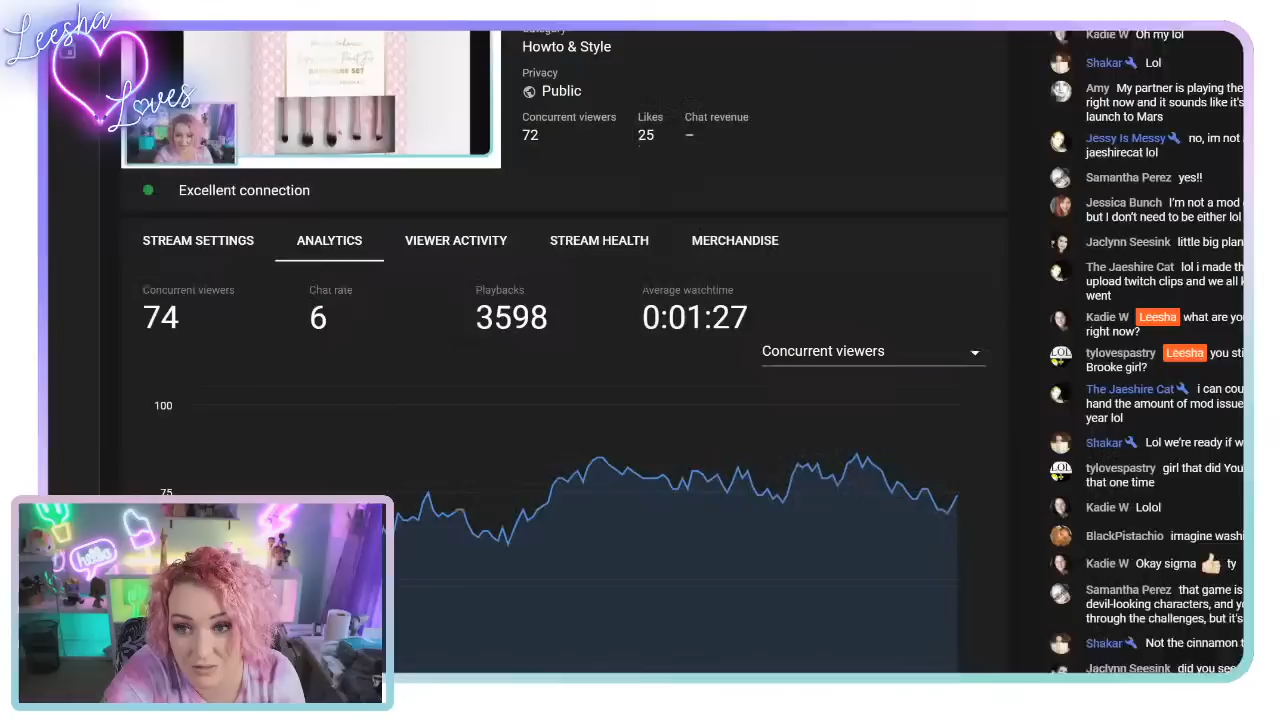 Leesha
Loves
Howto & Style
Privacy
Public
Concurrent viewers Likes Chat revenue
72 25 –
BRUSH SET
Excellent connection
STREAM SETTINGS ANALYTICS VIEWER ACTIVITY STREAM HEALTH MERCHANDISE
Concurrent viewers Chat rate Playbacks Average watchtime
74 6 3598 0:01:27
Concurrent viewers
100
75
hello
Kadie W Oh my lol
Shakar Lol
Amy My partner is playing the
right now and it sounds like it's
launch to Mars
Jessy Is Messy no, im not
jaeshirecat lol
Samantha Perez yes!!
Jessica Bunch I'm not a mod
but I don't need to be either lol
Jaclynn Seesink little big plan
The Jaeshire Cat lol i made th
upload twitch clips and we all
went
Kadie W Leesha what are yo
right now?
tylovespastry Leesha you sti
Brooke girl?
The Jaeshire Cat i can cou
hand the amount of mod issue
year lol
Shakar Lol we're ready if w
tylovespastry girl that did You
that one time
Kadie W Lolol
BlackPistachio imagine washi
Kadie W Okay sigma 👍 ty
Samantha Perez that game is
devil-looking characters, and yo
through the challenges, but it's
Shakar Not the cinnamon t
Jaclynn Seesink did you see